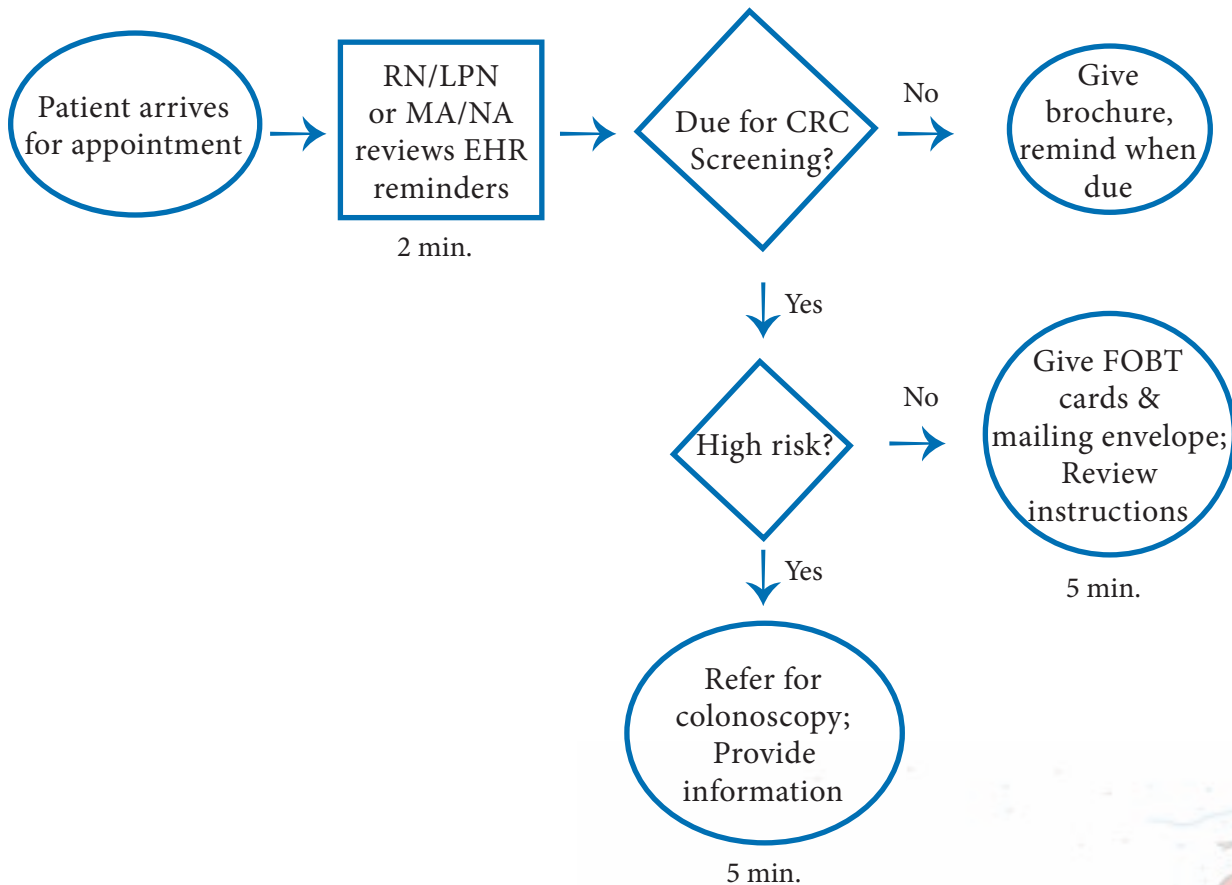 Patient arrives
for appointment
RN/LPN
or MA/NA
reviews EHR
reminders
2 min.
Due for CRC
Screening?
No
Give
brochure,
remind when
due
Yes
High risk?
No
Give FOBT
cards &
mailing envelope;
Review
instructions
5 min.
Yes
Refer for
colonoscopy;
Provide
information
5 min.